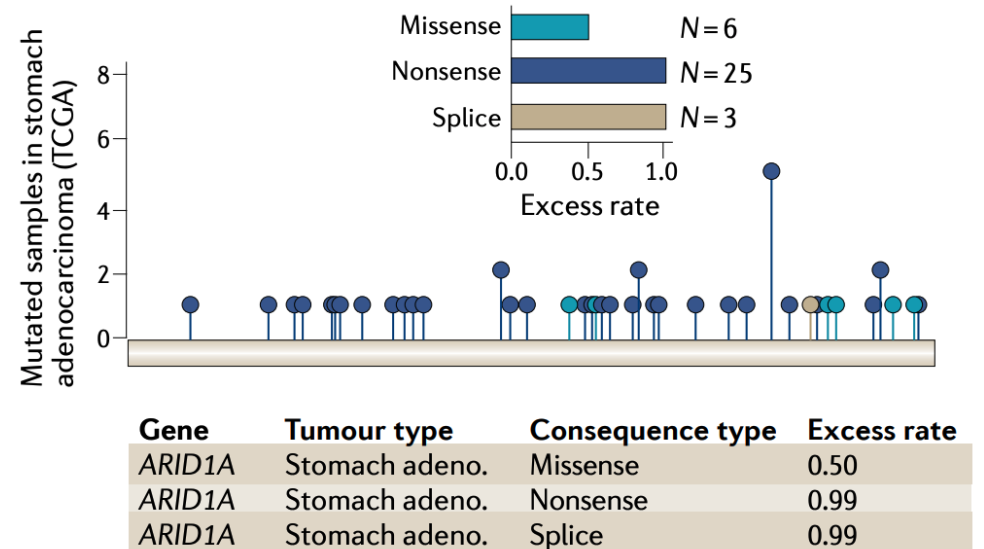 Mutated samples in stomach
adenocarcinoma (TCGA)
8
6
4
2
0
Missense N = 6
Nonsense N = 25
Splice N = 3
0.0 0.5 1.0
Excess rate
Gene Tumour type Consequence type Excess rate
ARID1A Stomach adeno. Missense 0.50
ARID1A Stomach adeno. Nonsense 0.99
ARID1A Stomach adeno. Splice 0.99